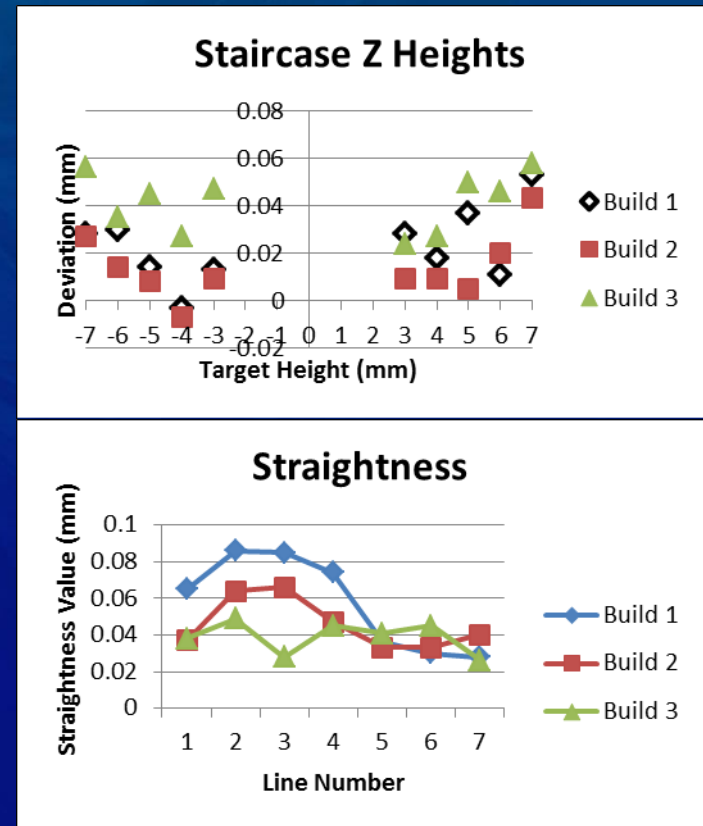 Staircase Z Heights
Deviation (mm)
0.08
0.06
0.04
0.02
0
-0.02
-7 -6 -5 -4 -3 -2 -1 0 1 2 3 4 5 6 7
Target Height (mm)
Build 1
Build 2
Build 3
Straightness
Straightness Value (mm)
0.1
0.08
0.06
0.04
0.02
0
1 2 3 4 5 6 7
Line Number
Build 1
Build 2
Build 3